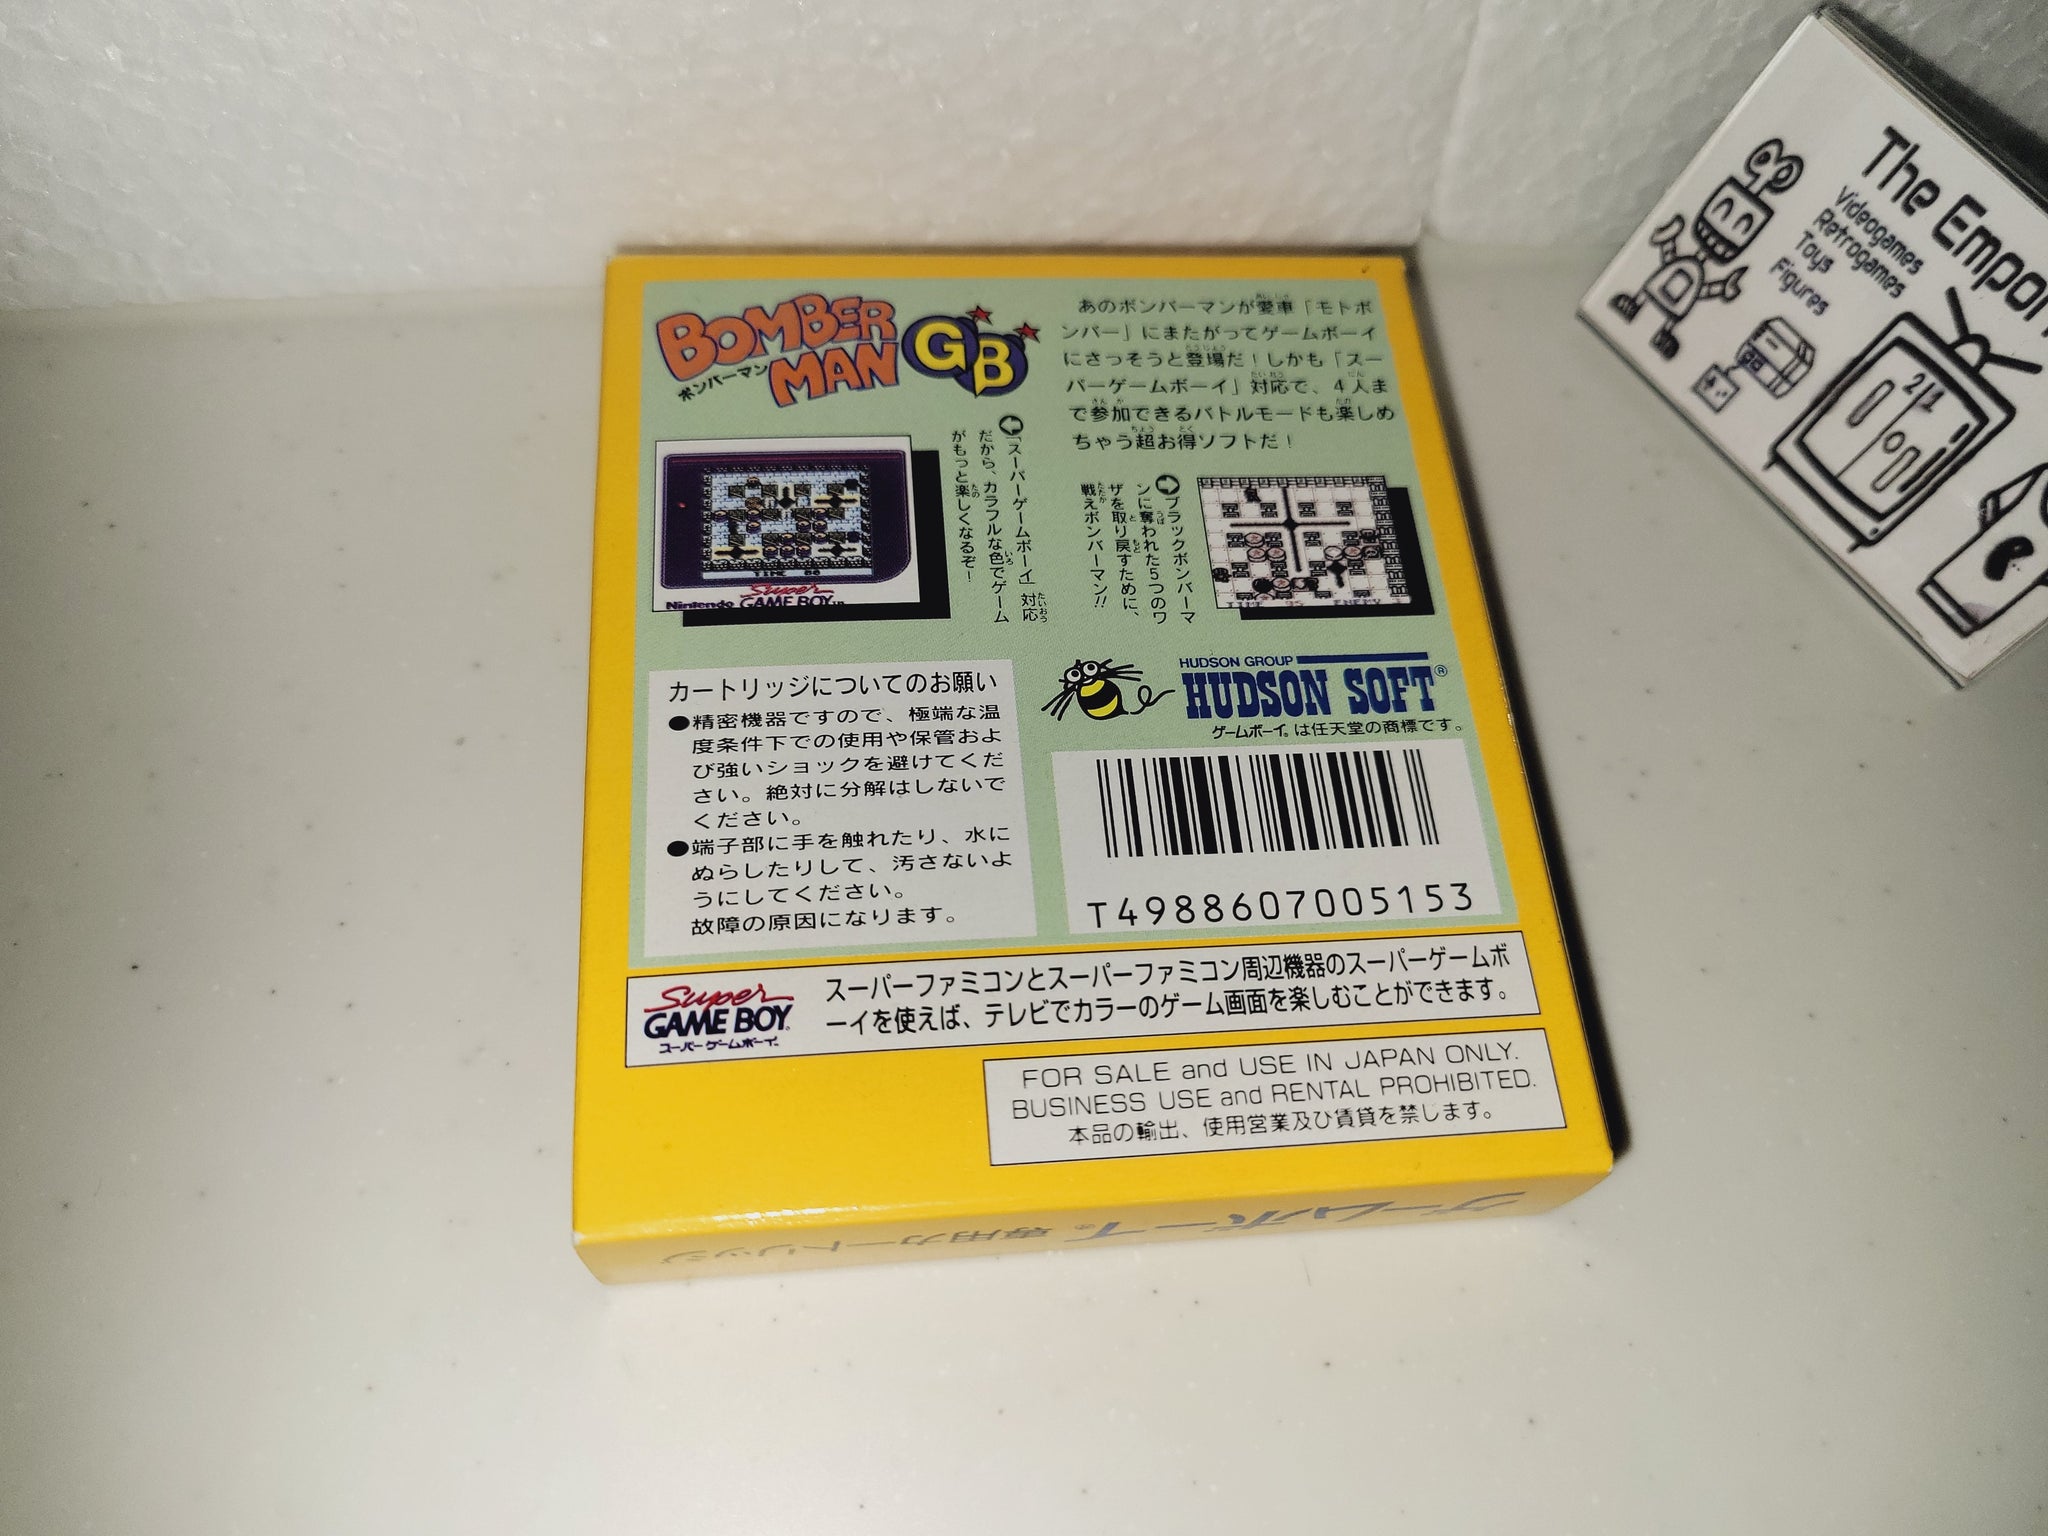 BOMBER
MAN
GB
ボンバーマン
あのボンバーマンが愛車「モトボ
ンバー」にまたがってゲームボーイ
にさっそうと登場だ！しかも「スー
パーゲームボーイ」対応で、4人ま
で参加できるバトルモードも楽しめ
ちゃう超お得ソフトだ！
「スーパーゲームボーイ」対応
だから、カラフルな色でゲーム
がもっと楽しくなるぞ！
ブラックボンバーマ
ンに奪われた5つのワ
ザを取り戻すために、
戦えボンバーマン!!
Nintendo Super
GAME BOY
カートリッジについてのお願い
●精密機器ですので、極端な温
度条件下での使用や保管およ
び強いショックを避けてくだ
さい。絶対に分解はしないで
ください。
●端子部に手を触れたり、水に
ぬらしたりして、汚さないよ
うにしてください。
故障の原因になります。
HUDSON GROUP
HUDSON SOFT®
ゲームボーイ®は任天堂の商標です。
T4988607005153
Super
GAME BOY
スーパーゲームボーイ
スーパーファミコンとスーパーファミコン周辺機器のスーパーゲームボ
ーイを使えば、テレビでカラーのゲーム画面を楽しむことができます。
FOR SALE and USE IN JAPAN ONLY.
BUSINESS USE and RENTAL PROHIBITED.
本品の輸出、使用営業及び賃貸を禁します。
ゲームボーイ®専用カートリッジ
The
Videogames
Retrogames
Toys
Figures